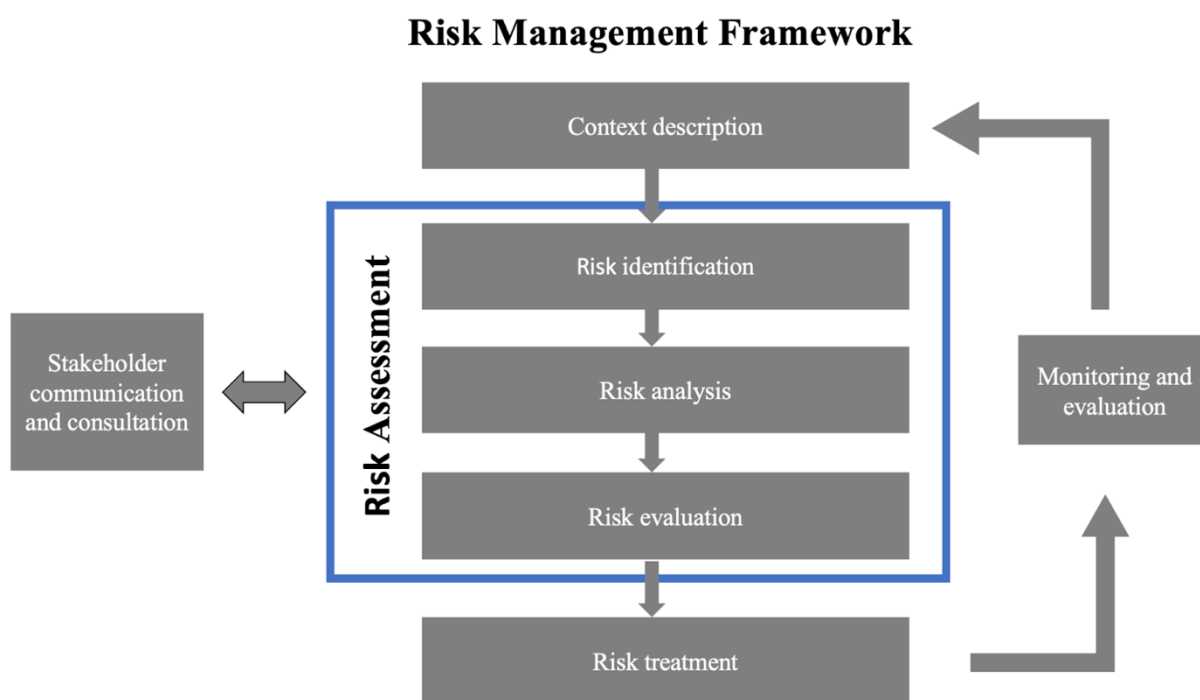 Risk Management Framework
Context description
Risk Assessment
Risk identification
Risk analysis
Risk evaluation
Risk treatment
Stakeholder
communication
and consultation
Monitoring and
evaluation